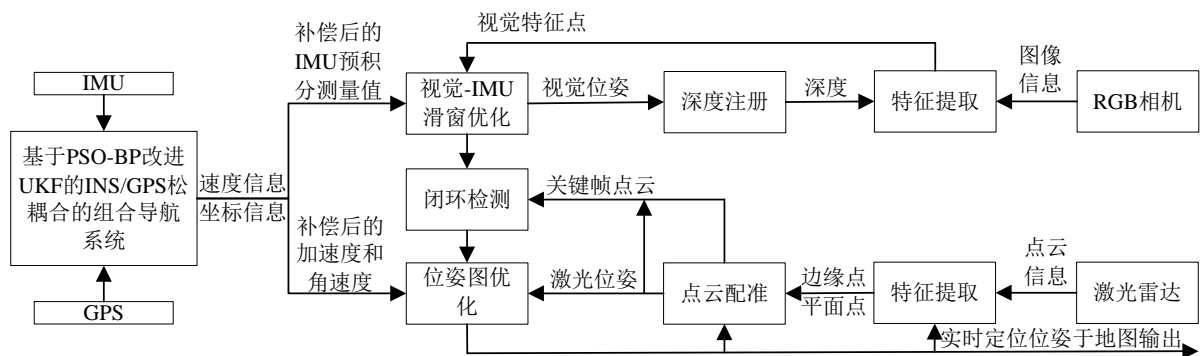 补偿后的
IMU预积
分测量值
视觉特征点
图像
信息
IMU
视觉-IMU
滑窗优化
视觉位姿
深度注册
深度
特征提取
RGB相机
基于PSO-BP改进
UKF的INS/GPS松
耦合的组合导航
系统
速度信息
坐标信息
闭环检测
关键帧点云
补偿后的
加速度和
角速度
位姿图优
化
激光位姿
点云配准
边缘点
平面点
特征提取
点云
信息
激光雷达
GPS
实时定位位姿于地图输出